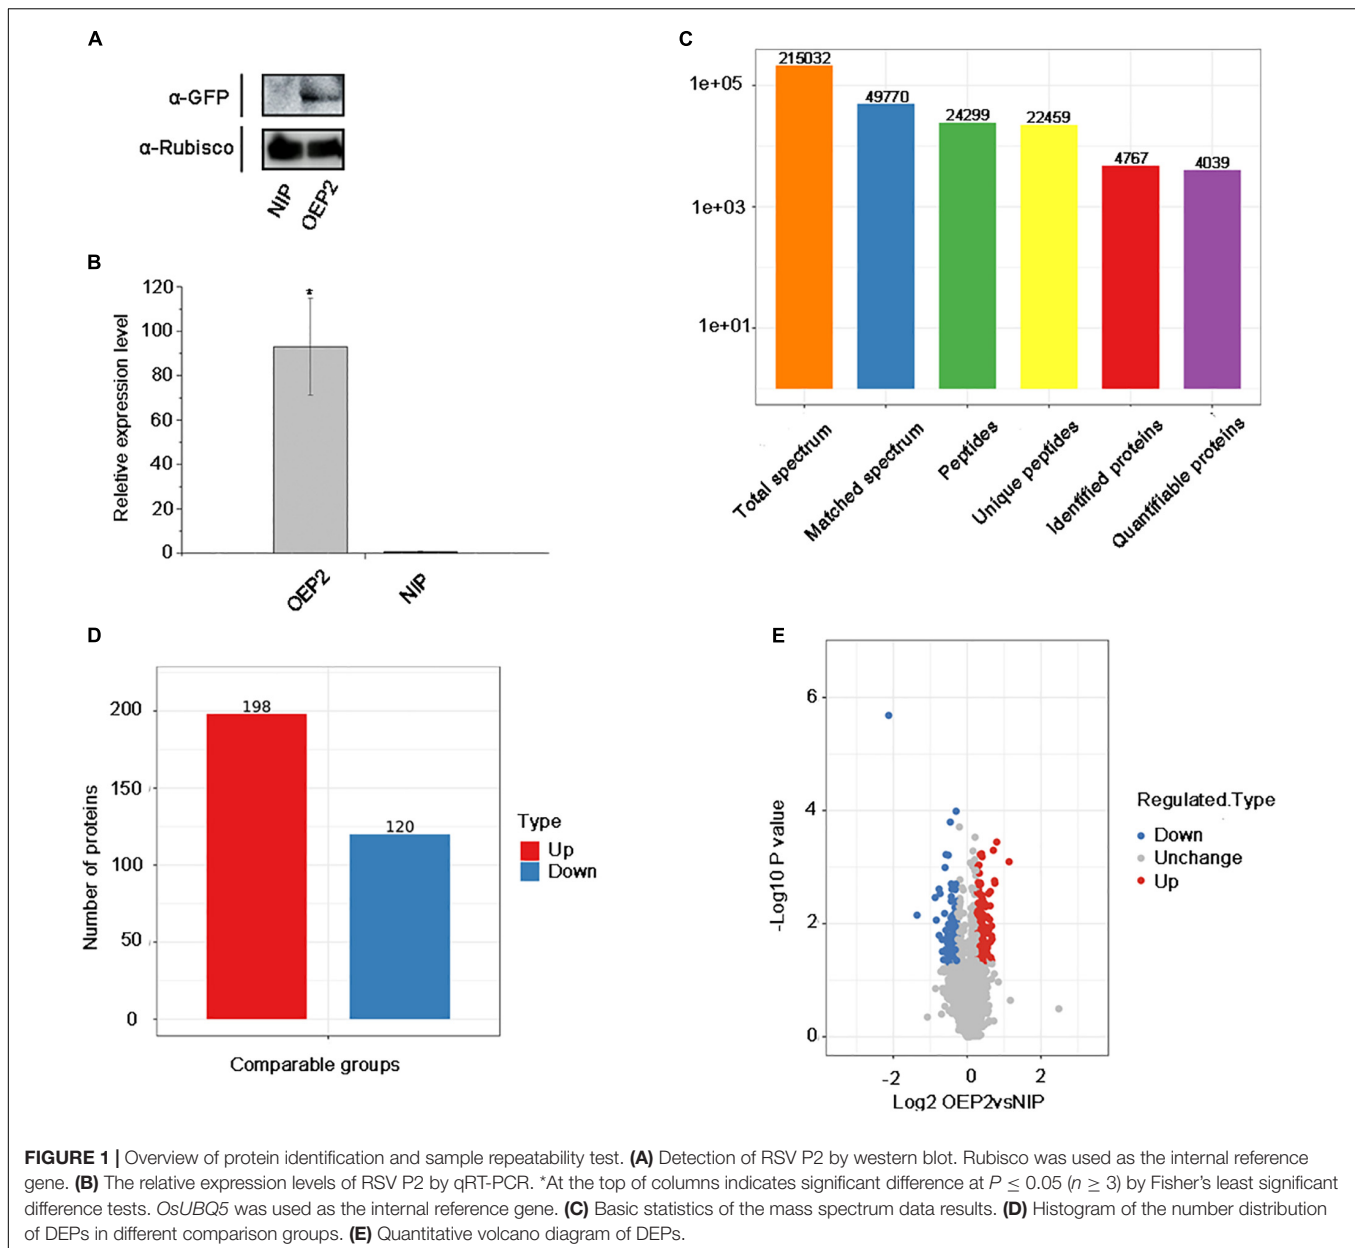 A
α-GFP
α-Rubisco
NIP
OEP2
B
Reletive expression level
120
100
80
60
40
20
0
*
OEP2
NIP
C
1e+05
1e+03
1e+01
215032
49770
24299
22459
4767
4039
Total spectrum
Matched spectrum
Peptides
Unique peptides
Identified proteins
Quantifiable proteins
D
Number of proteins
200
150
100
50
0
198
120
Comparable groups
Type
Up
Down
E
-Log10 P value
6
4
2
0
-2
0
2
Log2 OEP2vsNIP
Regulated.Type
Down
Unchange
Up
FIGURE 1 | Overview of protein identification and sample repeatability test. (A) Detection of RSV P2 by western blot. Rubisco was used as the internal reference
gene. (B) The relative expression levels of RSV P2 by qRT-PCR. *At the top of columns indicates significant difference at P ≤ 0.05 (n ≥ 3) by Fisher's least significant
difference tests. OsUBQ5 was used as the internal reference gene. (C) Basic statistics of the mass spectrum data results. (D) Histogram of the number distribution
of DEPs in different comparison groups. (E) Quantitative volcano diagram of DEPs.